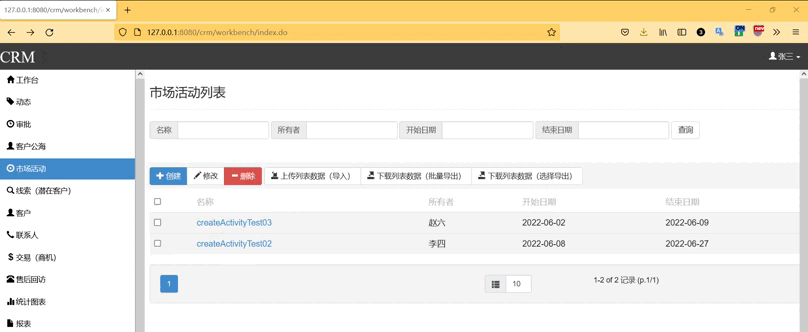 127.0.0.1:8080/crm/workbench/in
127.0.0.1:8080/crm/workbench/index.do
CRM
张三
工作台
动态
审批
客户公海
市场活动
线索（潜在客户）
客户
联系人
交易（商机）
售后回访
统计图表
报表
市场活动列表
名称 所有者 开始日期 结束日期 查询
创建 修改 删除 上传列表数据（导入） 下载列表数据（批量导出） 下载列表数据（选择导出）
名称 所有者 开始日期 结束日期
createActivityTest03 赵六 2022-06-02 2022-06-09
createActivityTest02 李四 2022-06-08 2022-06-27
1 10 1-2 of 2 记录 (p.1/1)